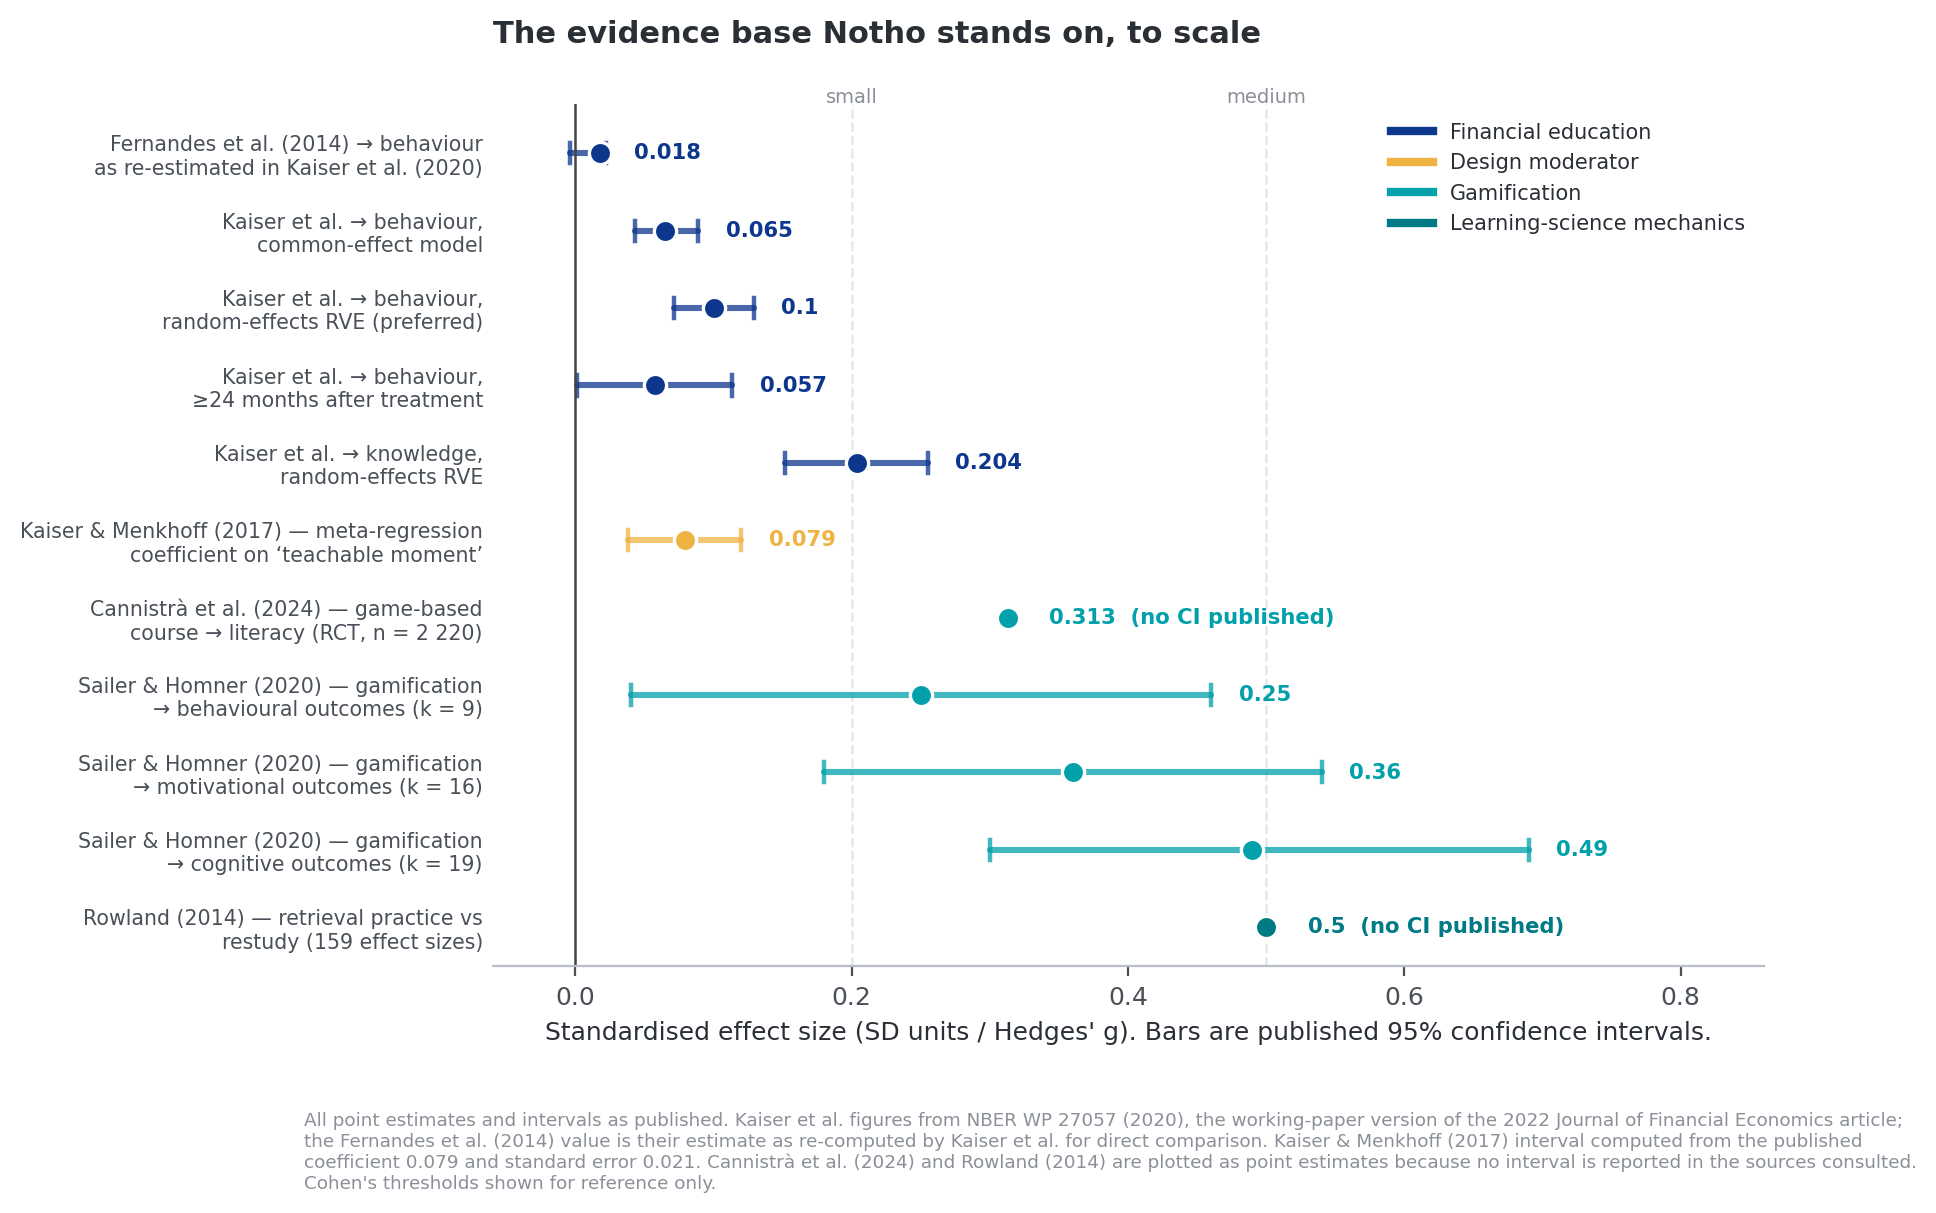 The evidence base Notho stands on, to scale
small
medium
Financial education
Design moderator
Gamification
Learning-science mechanics
Fernandes et al. (2014) → behaviour
as re-estimated in Kaiser et al. (2020)
0.018
Kaiser et al. → behaviour,
common-effect model
0.065
Kaiser et al. → behaviour,
random-effects RVE (preferred)
0.1
Kaiser et al. → behaviour,
≥24 months after treatment
0.057
Kaiser et al. → knowledge,
random-effects RVE
0.204
Kaiser & Menkhoff (2017) — meta-regression
coefficient on ‘teachable moment’
0.079
Cannistrà et al. (2024) — game-based
course → literacy (RCT, n = 2 220)
0.313 (no CI published)
Sailer & Homner (2020) — gamification
→ behavioural outcomes (k = 9)
0.25
Sailer & Homner (2020) — gamification
→ motivational outcomes (k = 16)
0.36
Sailer & Homner (2020) — gamification
→ cognitive outcomes (k = 19)
0.49
Rowland (2014) — retrieval practice vs
restudy (159 effect sizes)
0.5 (no CI published)
0.0 0.2 0.4 0.6 0.8
Standardised effect size (SD units / Hedges' g). Bars are published 95% confidence intervals.
All point estimates and intervals as published. Kaiser et al. figures from NBER WP 27057 (2020), the working-paper version of the 2022 Journal of Financial Economics article;
the Fernandes et al. (2014) value is their estimate as re-computed by Kaiser et al. for direct comparison. Kaiser & Menkhoff (2017) interval computed from the published
coefficient 0.079 and standard error 0.021. Cannistrà et al. (2024) and Rowland (2014) are plotted as point estimates because no interval is reported in the sources consulted.
Cohen's thresholds shown for reference only.